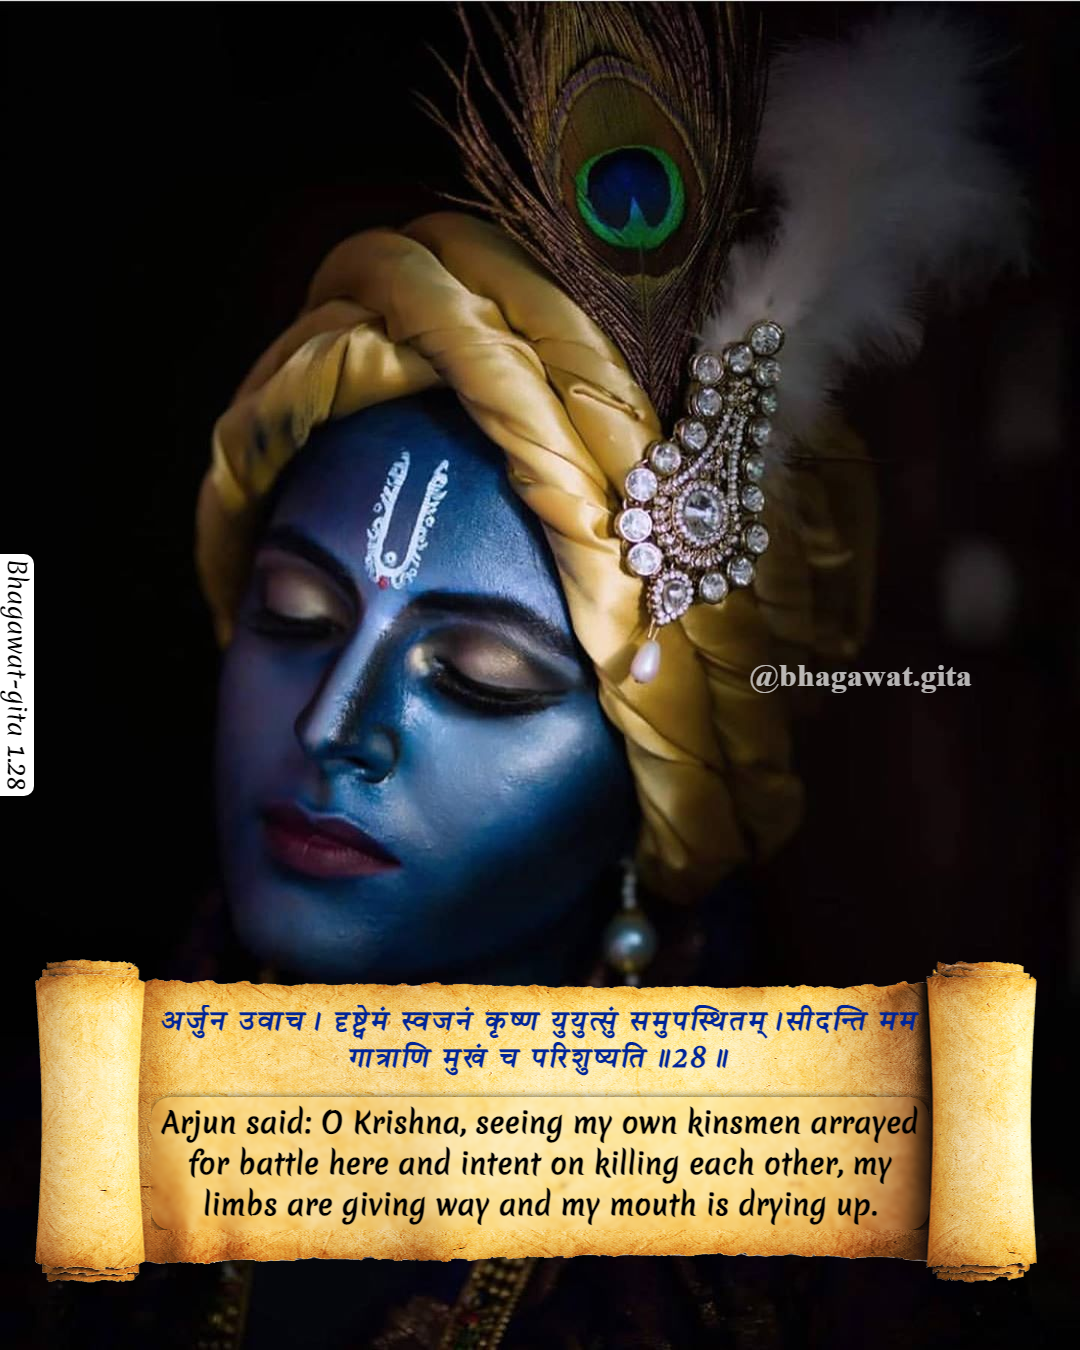 Bhagawat-gita 1.28
@bhagawat.gita
अर्जुन उवाच। दृष्ट्वेमं स्वजनं कृष्ण युयुत्सुं समुपस्थितम्।सीदन्ति मम
गात्राणि मुखं च परिशुष्यति ॥28॥
Arjun said: O Krishna, seeing my own kinsmen arrayed
for battle here and intent on killing each other, my
limbs are giving way and my mouth is drying up.